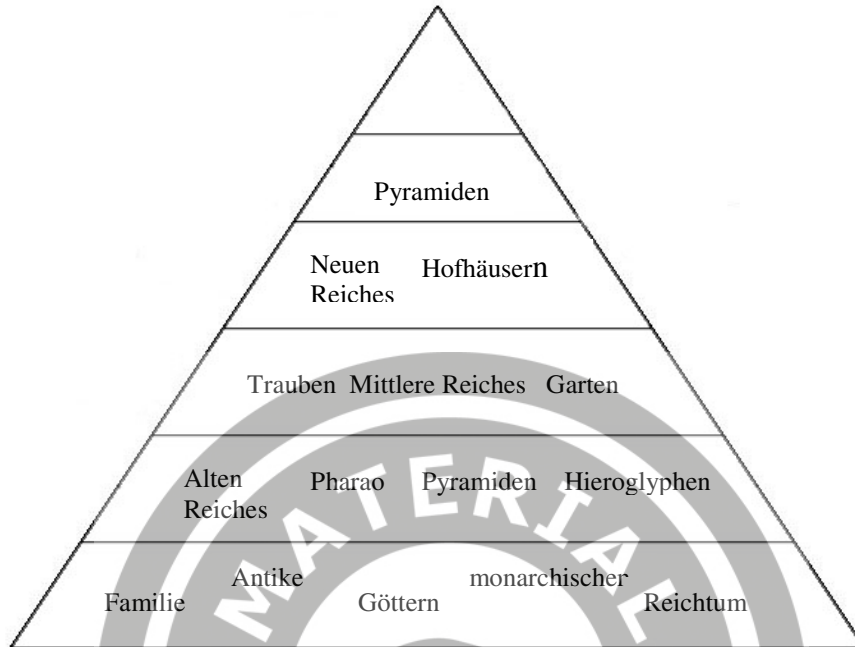 Pyramiden
Neuen Hofhäusern
Reiches
Trauben Mittlere Reiches Garten
Alten Pharao Pyramiden Hieroglyphen
Reiches
Antike monarchischer
Familie Göttern Reichtum
MATERIAL